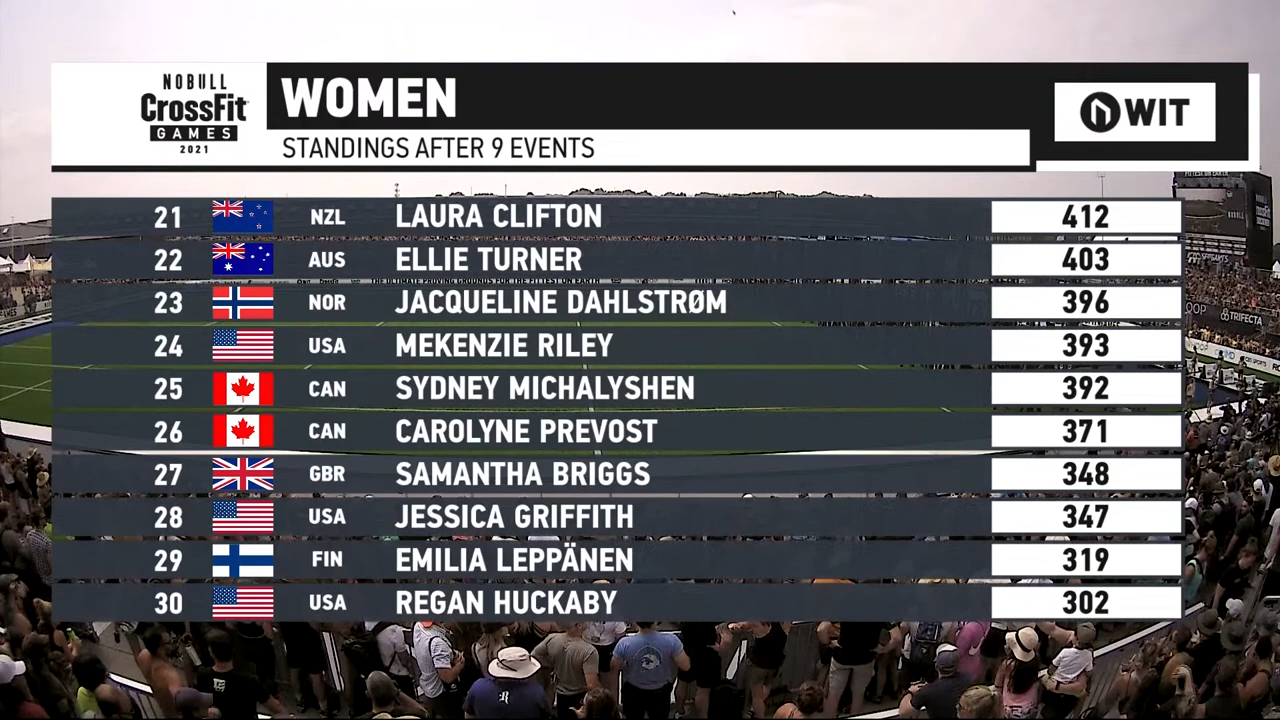 NOBULL
CrossFit
GAMES
2021
WOMEN
STANDINGS AFTER 9 EVENTS
WIT
21 NZL LAURA CLIFTON 412
22 AUS ELLIE TURNER 403
23 NOR JACQUELINE DAHLSTRØM 396
24 USA MEKENZIE RILEY 393
25 CAN SYDNEY MICHALYSHEN 392
26 CAN CAROLYNE PREVOST 371
27 GBR SAMANTHA BRIGGS 348
28 USA JESSICA GRIFFITH 347
29 FIN EMILIA LEPPÄNEN 319
30 USA REGAN HUCKABY 302
TRIFECTA